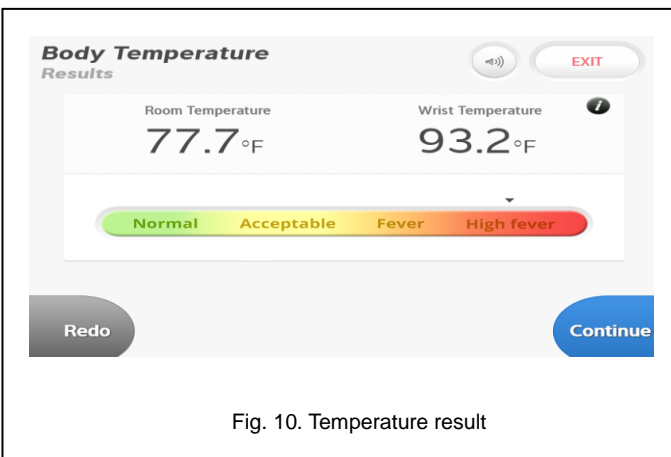 Body Temperature
Results
EXIT
Room Temperature
Wrist Temperature
i
77.7°F
93.2°F
Normal Acceptable Fever High fever
Redo
Continue
Fig. 10. Temperature result